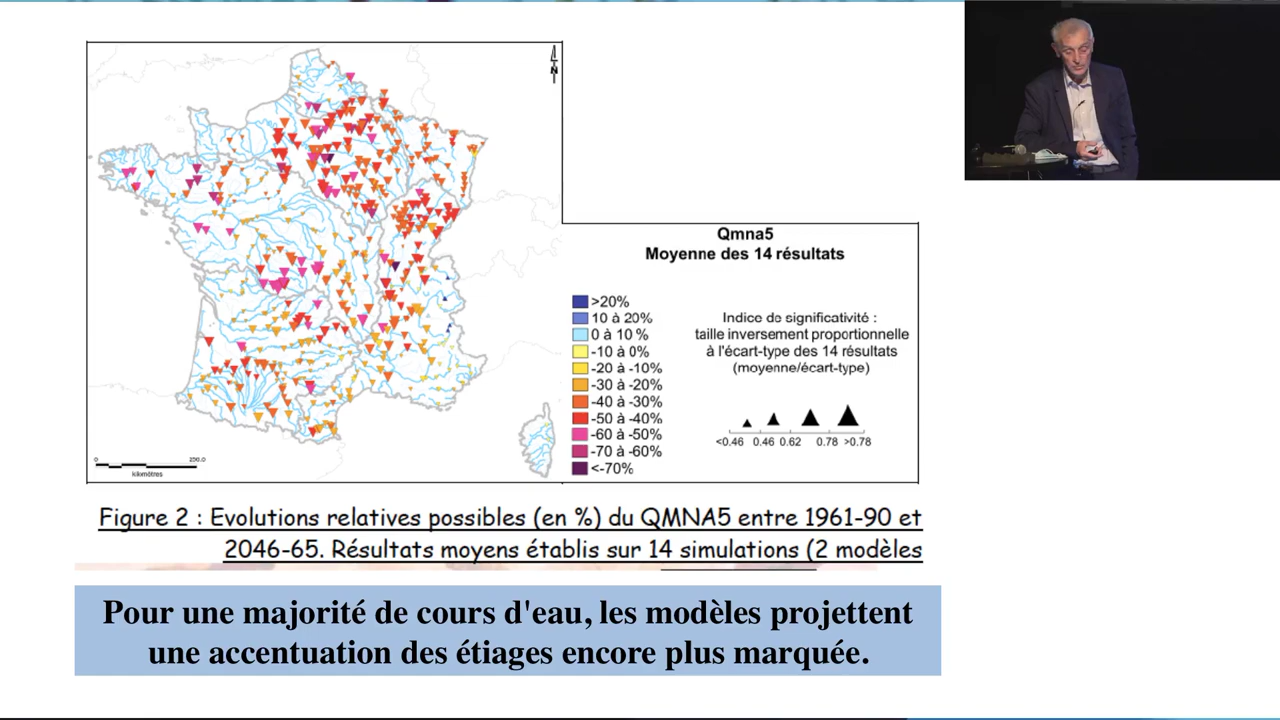 N
0
250.0
kilomètres
Qmna5
Moyenne des 14 résultats
>20%
10 à 20%
0 à 10 %
-10 à 0%
-20 à -10%
-30 à -20%
-40 à -30%
-50 à -40%
-60 à -50%
-70 à -60%
<-70%
Indice de significativité :
taille inversement proportionnelle
à l'écart-type des 14 résultats
(moyenne/écart-type)
<0.46 0.46 0.62 0.78 >0.78
Figure 2 : Evolutions relatives possibles (en %) du QMNA5 entre 1961-90 et
2046-65. Résultats moyens établis sur 14 simulations (2 modèles
Pour une majorité de cours d'eau, les modèles projettent
une accentuation des étiages encore plus marquée.